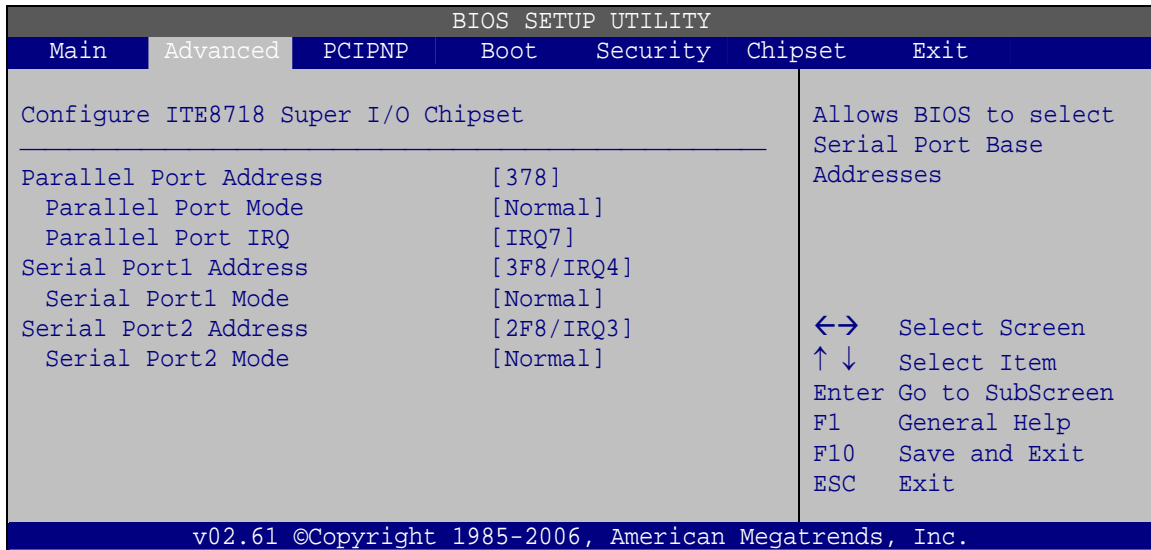 BIOS SETUP UTILITY
Main Advanced PCIPNP Boot Security Chipset Exit
Configure ITE8718 Super I/O Chipset
Parallel Port Address [378]
Parallel Port Mode [Normal]
Parallel Port IRQ [IRQ7]
Serial Port1 Address [3F8/IRQ4]
Serial Port1 Mode [Normal]
Serial Port2 Address [2F8/IRQ3]
Serial Port2 Mode [Normal]
Allows BIOS to select
Serial Port Base
Addresses
←→ Select Screen
↑ ↓ Select Item
Enter Go to SubScreen
F1 General Help
F10 Save and Exit
ESC Exit
v02.61 ©Copyright 1985-2006, American Megatrends, Inc.